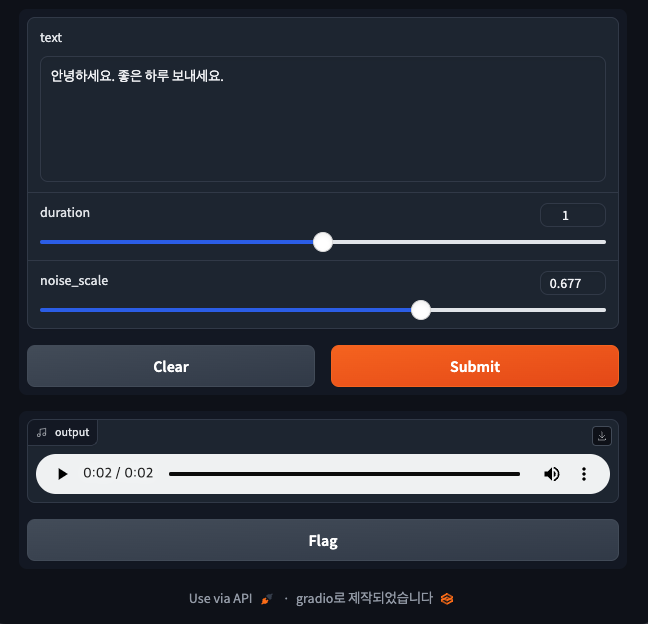 text
안녕하세요. 좋은 하루 보내세요.
duration
1
noise_scale
0.677
Clear
Submit
output
0:02 / 0:02
Flag
Use via API · gradio로 제작되었습니다